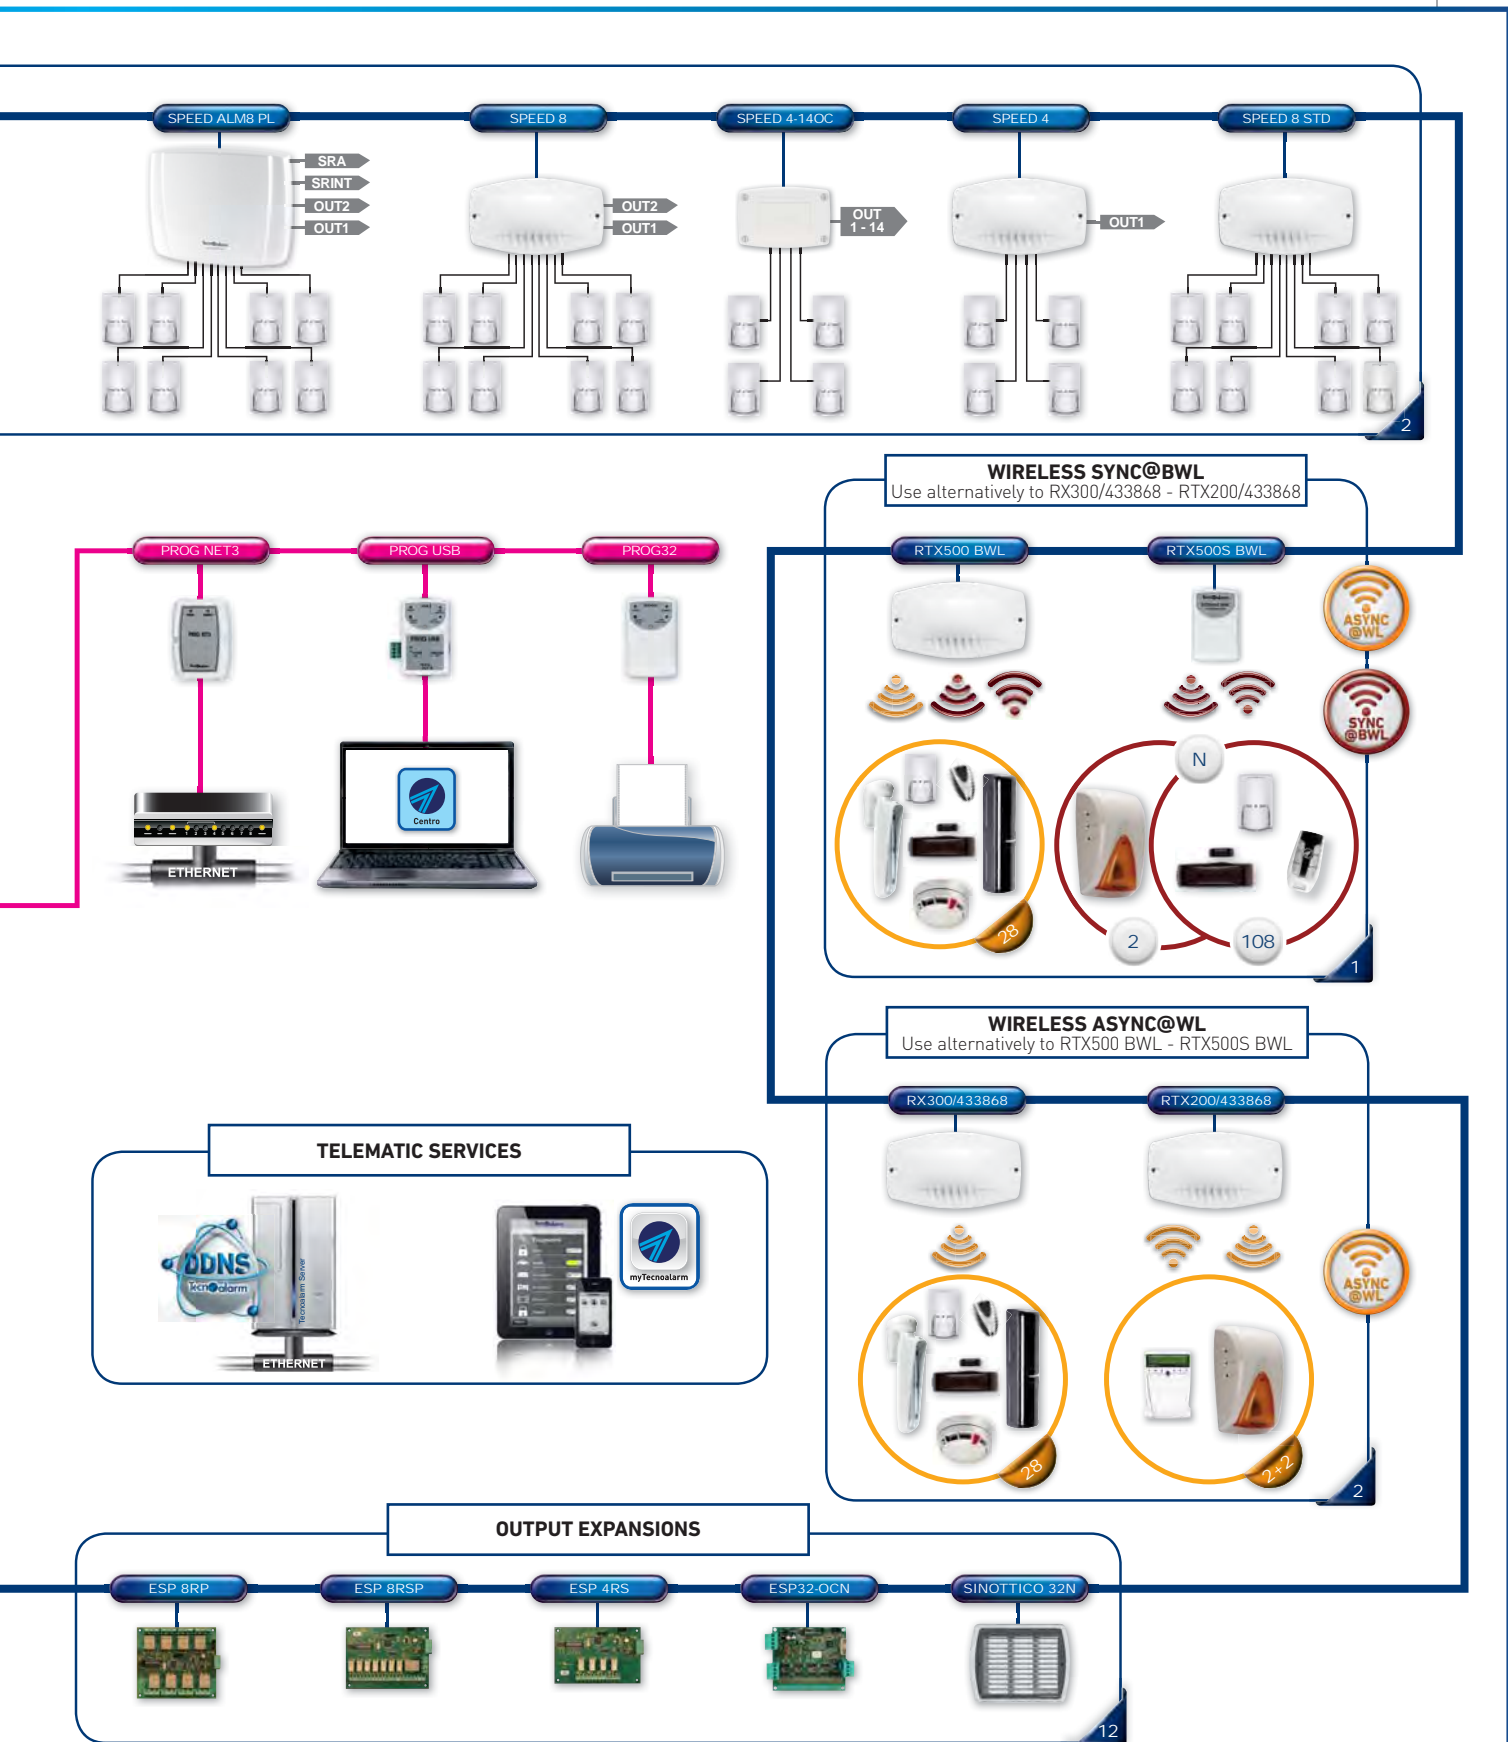 SPEED ALM8 PL
SPEED 8
SPEED 4-14OC
SPEED 4
SPEED 8 STD
SRA
SRINT
OUT2
OUT1
OUT2
OUT1
OUT
1 - 14
OUT1
2
WIRELESS SYNC@BWL
Use alternatively to RX300/433868 - RTX200/433868
PROG NET3
PROG USB
PROG32
RTX500 BWL
RTX500S BWL
ASYNC
@WL
SYNC
@BWL
Centro
ETHERNET
28
N
2
108
1
WIRELESS ASYNC@WL
Use alternatively to RTX500 BWL - RTX500S BWL
RX300/433868
RTX200/433868
TELEMATIC SERVICES
DDNS
Tecnoalarm
Tecnoalarm Server
ETHERNET
myTecnoalarm
ASYNC
@WL
28
2+2
2
OUTPUT EXPANSIONS
ESP 8RP
ESP 8RSP
ESP 4RS
ESP32-OCN
SINOTTICO 32N
12